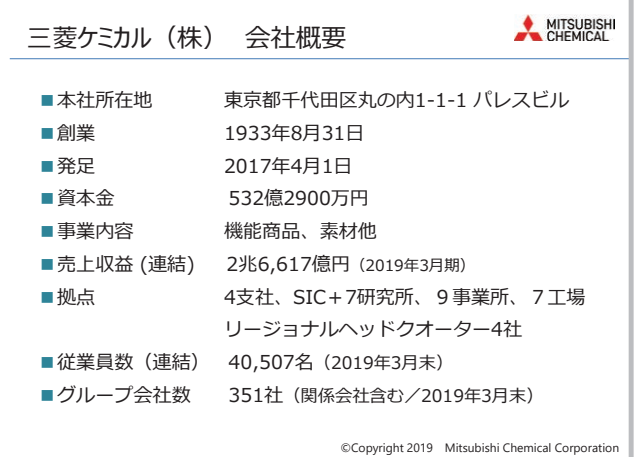 三菱ケミカル（株）　会社概要
MITSUBISHI
CHEMICAL
■本社所在地　東京都千代田区丸の内1-1-1 パレスビル
■創業　1933年8月31日
■発足　2017年4月1日
■資本金　532億2900万円
■事業内容　機能商品、素材他
■売上収益 (連結)　2兆6,617億円（2019年3月期）
■拠点　4支社、SIC＋7研究所、９事業所、７工場
リージョナルヘッドクオーター4社
■従業員数（連結）　40,507名（2019年3月末）
■グループ会社数　351社（関係会社含む／2019年3月末）
©Copyright 2019　Mitsubishi Chemical Corporation